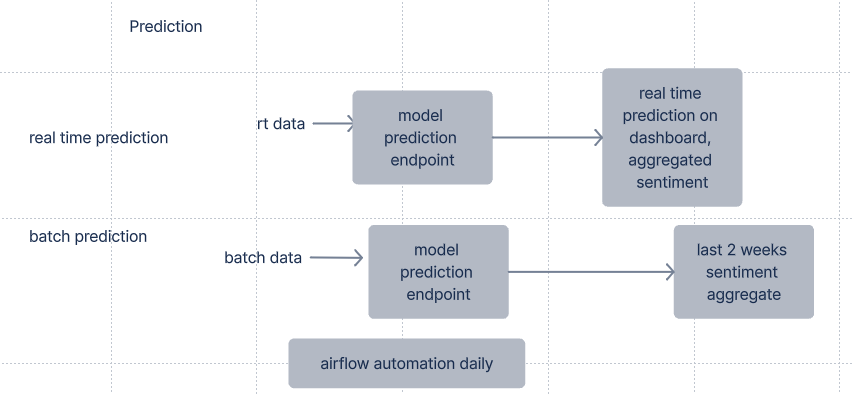 Prediction
real time prediction
rt data
model
prediction
endpoint
real time
prediction on
dashboard,
aggregated
sentiment
batch prediction
batch data
model
prediction
endpoint
last 2 weeks
sentiment
aggregate
airflow automation daily